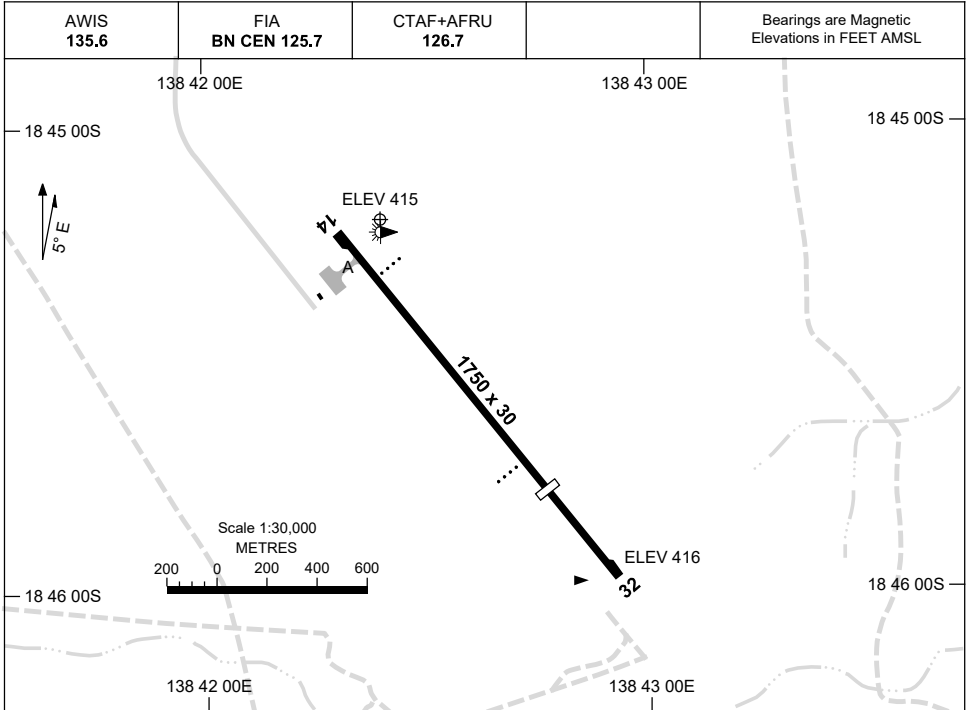 AWIS
135.6
FIA
BN CEN 125.7
CTAF+AFRU
126.7
Bearings are Magnetic
Elevations in FEET AMSL
138 42 00E
138 43 00E
18 45 00S
18 45 00S
5° E
ELEV 415
14
A
1750 x 30
Scale 1:30,000
METRES
200 0 200 400 600
ELEV 416
32
18 46 00S
18 46 00S
138 42 00E
138 43 00E